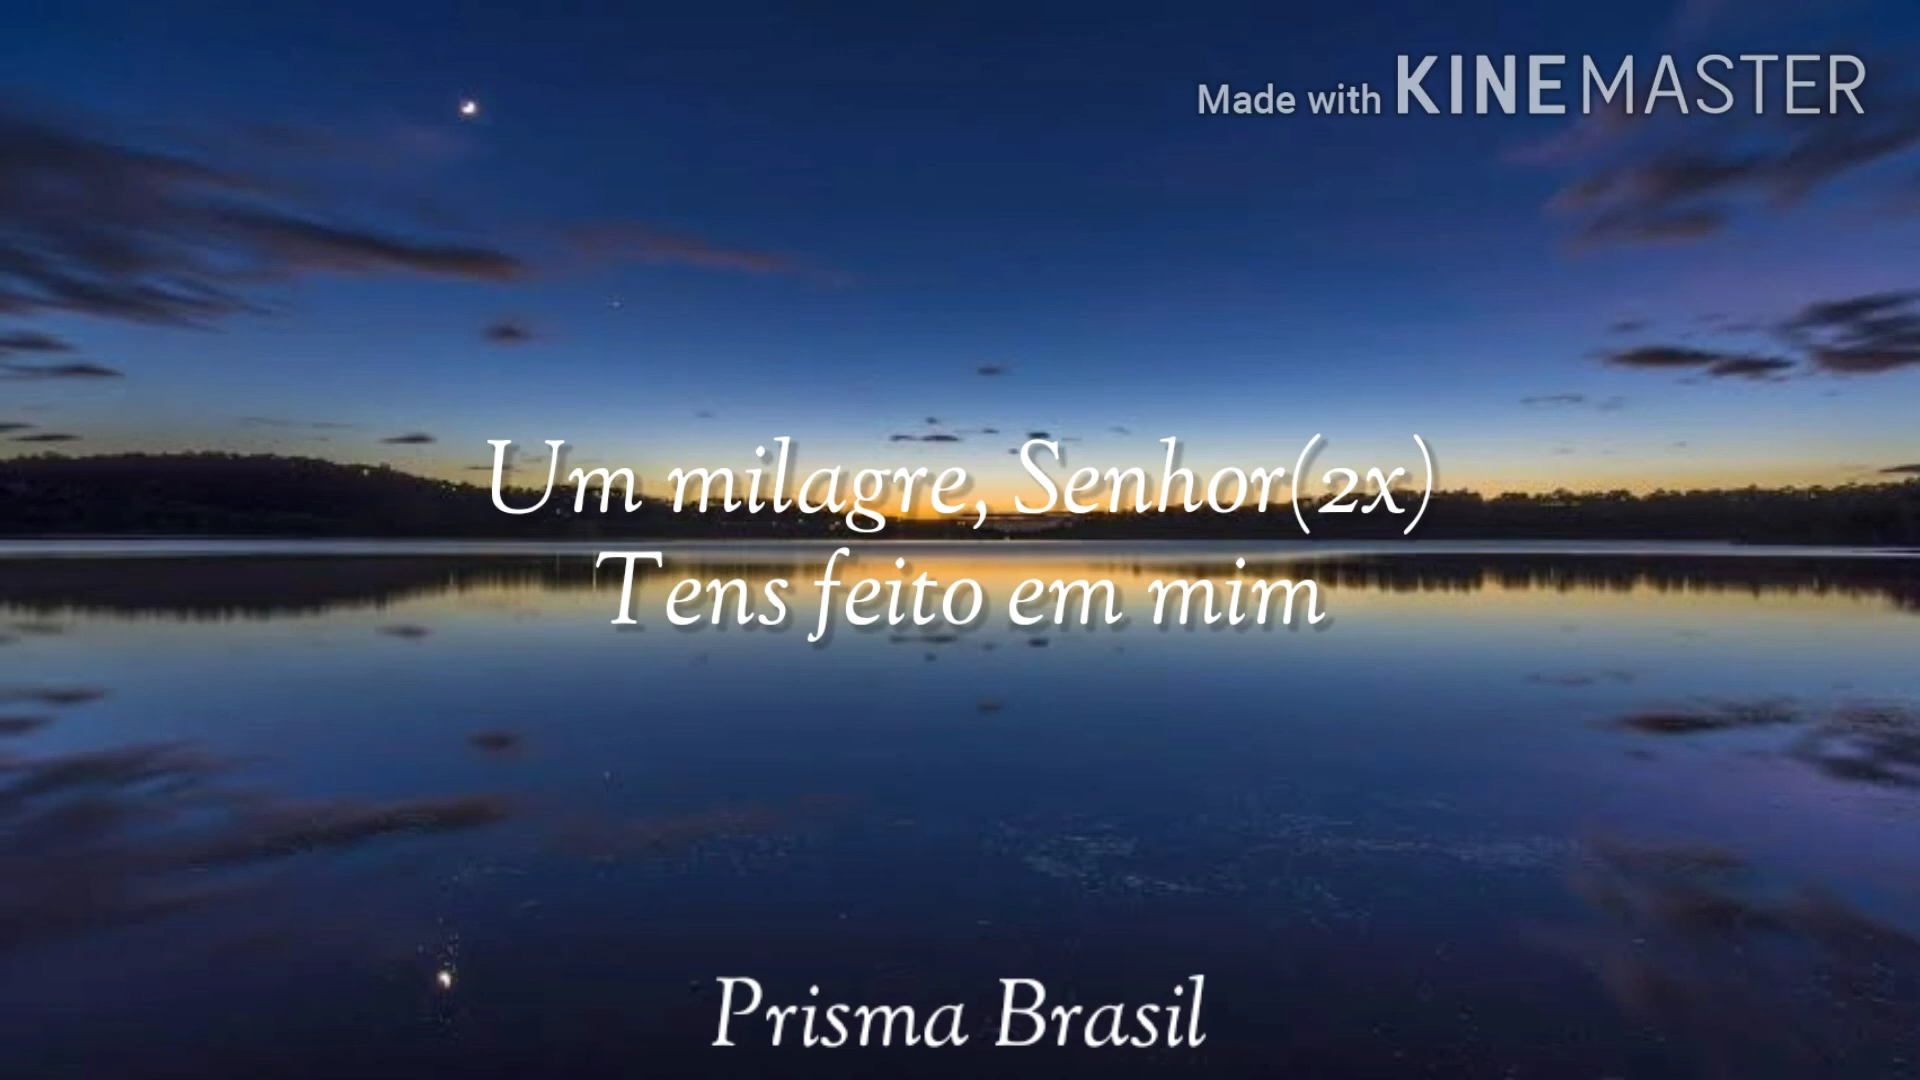 Made with KINEMASTER
Um milagre, Senhor(2x)
Tens feito em mim
Prisma Brasil